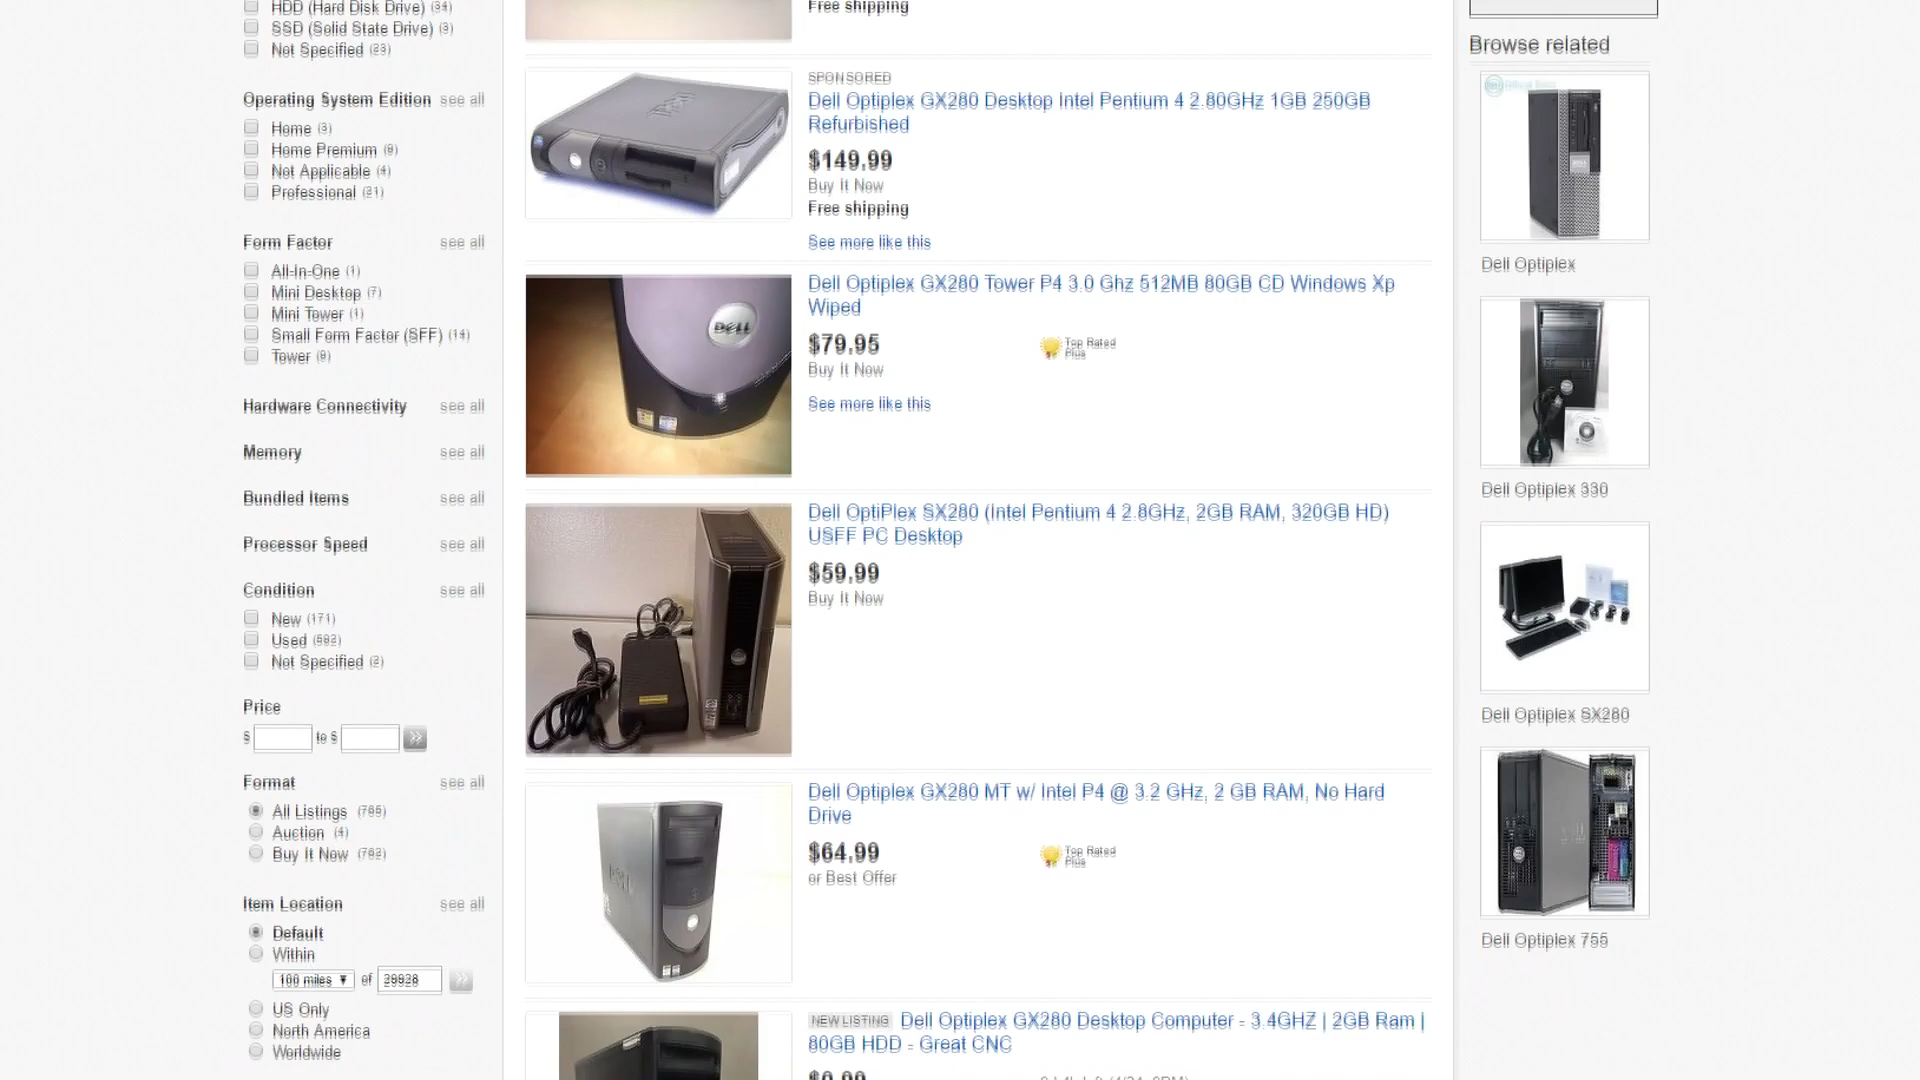 HDD (Hard Disk Drive) (34)
SSD (Solid State Drive) (3)
Not Specified (23)
Operating System Edition see all
Home (3)
Home Premium (9)
Not Applicable (4)
Professional (21)
Form Factor see all
All-In-One (1)
Mini Desktop (7)
Mini Tower (1)
Small Form Factor (SFF) (14)
Tower (9)
Hardware Connectivity see all
Memory see all
Bundled Items see all
Processor Speed see all
Condition see all
New (171)
Used (592)
Not Specified (2)
Price
$ to $
Format see all
All Listings (765)
Auction (4)
Buy It Now (762)
Item Location see all
Default
Within
100 miles of 29928
US Only
North America
Worldwide
Free shipping
SPONSORED
Dell Optiplex GX280 Desktop Intel Pentium 4 2.80GHz 1GB 250GB
Refurbished
$149.99
Buy It Now
Free shipping
See more like this
Dell Optiplex GX280 Tower P4 3.0 Ghz 512MB 80GB CD Windows Xp
Wiped
$79.95
Top Rated
Plus
Buy It Now
See more like this
DELL
Dell OptiPlex SX280 (Intel Pentium 4 2.8GHz, 2GB RAM, 320GB HD)
USFF PC Desktop
$59.99
Buy It Now
Dell Optiplex GX280 MT w/ Intel P4 @ 3.2 GHz, 2 GB RAM, No Hard
Drive
$64.99
Top Rated
Plus
or Best Offer
NEW LISTING Dell Optiplex GX280 Desktop Computer - 3.4GHZ | 2GB Ram |
80GB HDD - Great CNC
$0.99
Browse related
Dell Optiplex
Dell Optiplex 330
Dell Optiplex SX280
Dell Optiplex 755